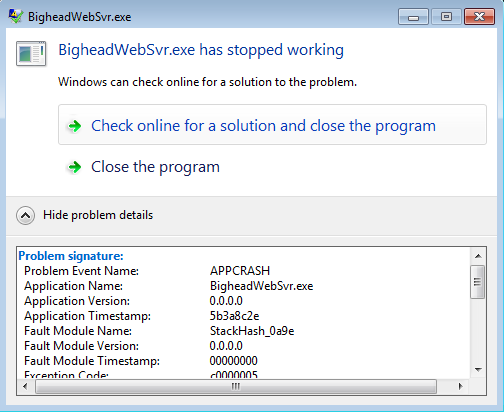 BigheadWebSvr.exe
BigheadWebSvr.exe has stopped working
Windows can check online for a solution to the problem.
Check online for a solution and close the program
Close the program
Hide problem details
Problem signature:
Problem Event Name: APPCRASH
Application Name: BigheadWebSvr.exe
Application Version: 0.0.0.0
Application Timestamp: 5b3a8c2e
Fault Module Name: StackHash_0a9e
Fault Module Version: 0.0.0.0
Fault Module Timestamp: 00000000
Exception Code: c0000005